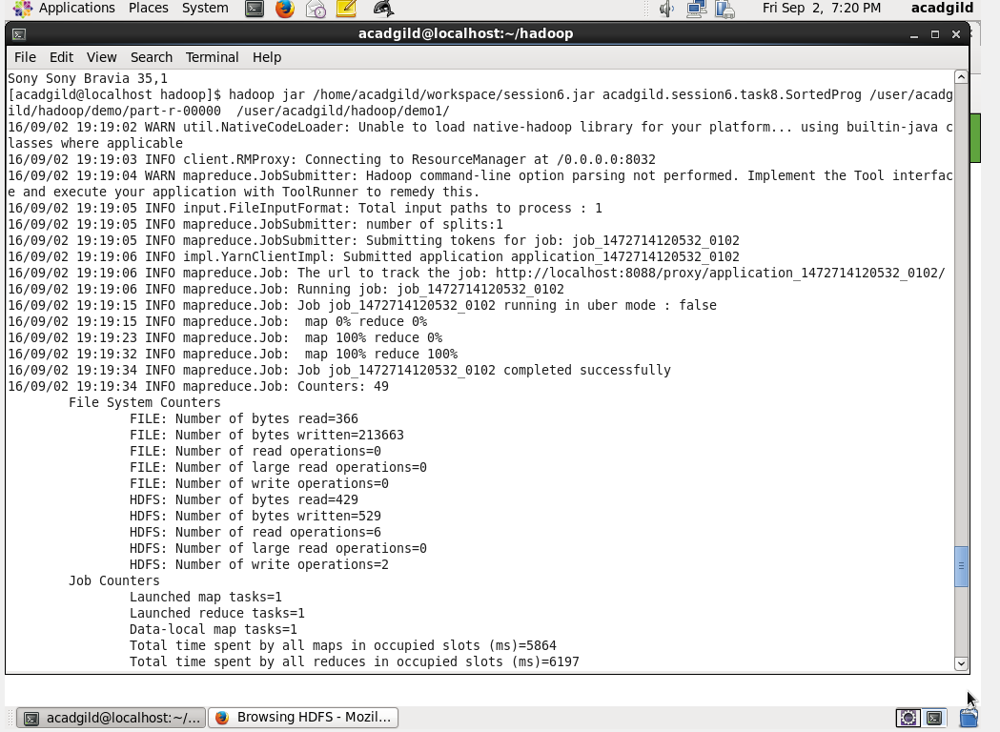 Applications Places System Fri Sep 2, 7:20 PM acadgild
acadgild@localhost:~/hadoop
File Edit View Search Terminal Help
Sony Sony Bravia 35,1
[acadgild@localhost hadoop]$ hadoop jar /home/acadgild/workspace/session6.jar acadgild.session6.task8.SortedProg /user/acadg
ild/hadoop/demo/part-r-00000  /user/acadgild/hadoop/demo1/
16/09/02 19:19:02 WARN util.NativeCodeLoader: Unable to load native-hadoop library for your platform... using builtin-java c
lasses where applicable
16/09/02 19:19:03 INFO client.RMProxy: Connecting to ResourceManager at /0.0.0.0:8032
16/09/02 19:19:04 WARN mapreduce.JobSubmitter: Hadoop command-line option parsing not performed. Implement the Tool interfac
e and execute your application with ToolRunner to remedy this.
16/09/02 19:19:05 INFO input.FileInputFormat: Total input paths to process : 1
16/09/02 19:19:05 INFO mapreduce.JobSubmitter: number of splits:1
16/09/02 19:19:05 INFO mapreduce.JobSubmitter: Submitting tokens for job: job_1472714120532_0102
16/09/02 19:19:06 INFO impl.YarnClientImpl: Submitted application application_1472714120532_0102
16/09/02 19:19:06 INFO mapreduce.Job: The url to track the job: http://localhost:8088/proxy/application_1472714120532_0102/
16/09/02 19:19:06 INFO mapreduce.Job: Running job: job_1472714120532_0102
16/09/02 19:19:15 INFO mapreduce.Job: Job job_1472714120532_0102 running in uber mode : false
16/09/02 19:19:15 INFO mapreduce.Job:  map 0% reduce 0%
16/09/02 19:19:23 INFO mapreduce.Job:  map 100% reduce 0%
16/09/02 19:19:32 INFO mapreduce.Job:  map 100% reduce 100%
16/09/02 19:19:34 INFO mapreduce.Job: Job job_1472714120532_0102 completed successfully
16/09/02 19:19:34 INFO mapreduce.Job: Counters: 49
File System Counters
FILE: Number of bytes read=366
FILE: Number of bytes written=213663
FILE: Number of read operations=0
FILE: Number of large read operations=0
FILE: Number of write operations=0
HDFS: Number of bytes read=429
HDFS: Number of bytes written=529
HDFS: Number of read operations=6
HDFS: Number of large read operations=0
HDFS: Number of write operations=2
Job Counters
Launched map tasks=1
Launched reduce tasks=1
Data-local map tasks=1
Total time spent by all maps in occupied slots (ms)=5864
Total time spent by all reduces in occupied slots (ms)=6197
acadgild@localhost:~/... Browsing HDFS - Mozil...